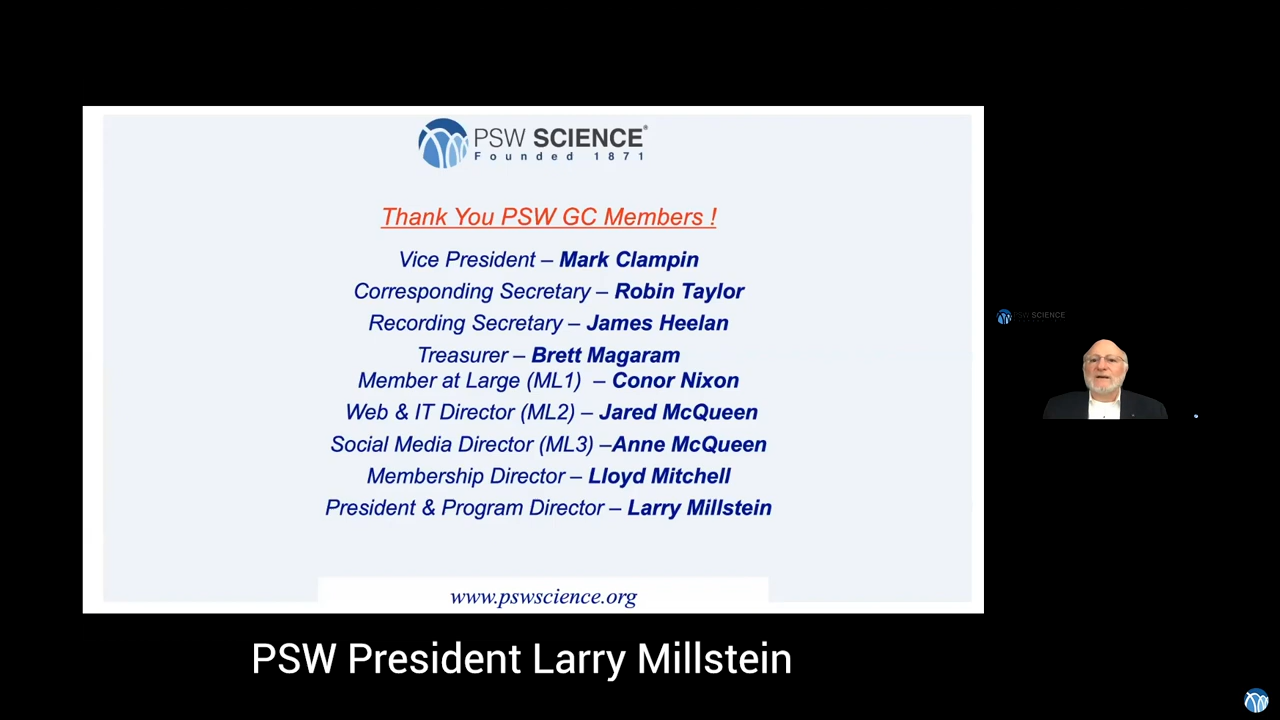 PSW SCIENCE®
Founded 1871
Thank You PSW GC Members !
Vice President – Mark Clampin
Corresponding Secretary – Robin Taylor
Recording Secretary – James Heelan
Treasurer – Brett Magaram
Member at Large (ML1) – Conor Nixon
Web & IT Director (ML2) – Jared McQueen
Social Media Director (ML3) –Anne McQueen
Membership Director – Lloyd Mitchell
President & Program Director – Larry Millstein
www.pswscience.org
PSW SCIENCE
PSW President Larry Millstein